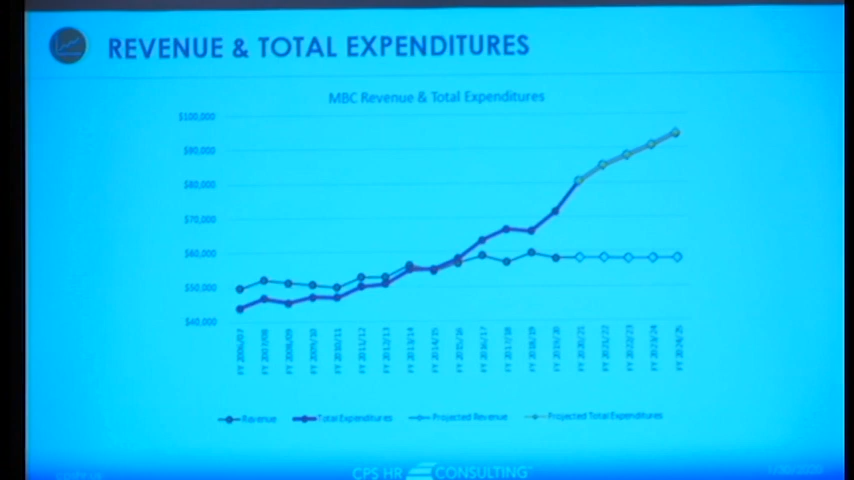 REVENUE & TOTAL EXPENDITURES
MBC Revenue & Total Expenditures
$100,000
$90,000
$80,000
$70,000
$60,000
$50,000
$40,000
FY 2006/07
FY 2007/08
FY 2008/09
FY 2009/10
FY 2010/11
FY 2011/12
FY 2012/13
FY 2013/14
FY 2014/15
FY 2015/16
FY 2016/17
FY 2017/18
FY 2018/19
FY 2019/20
FY 2020/21
FY 2021/22
FY 2022/23
FY 2023/24
FY 2024/25
Revenue Total Expenditures Projected Revenue Projected Total Expenditures
CPS HR CONSULTING